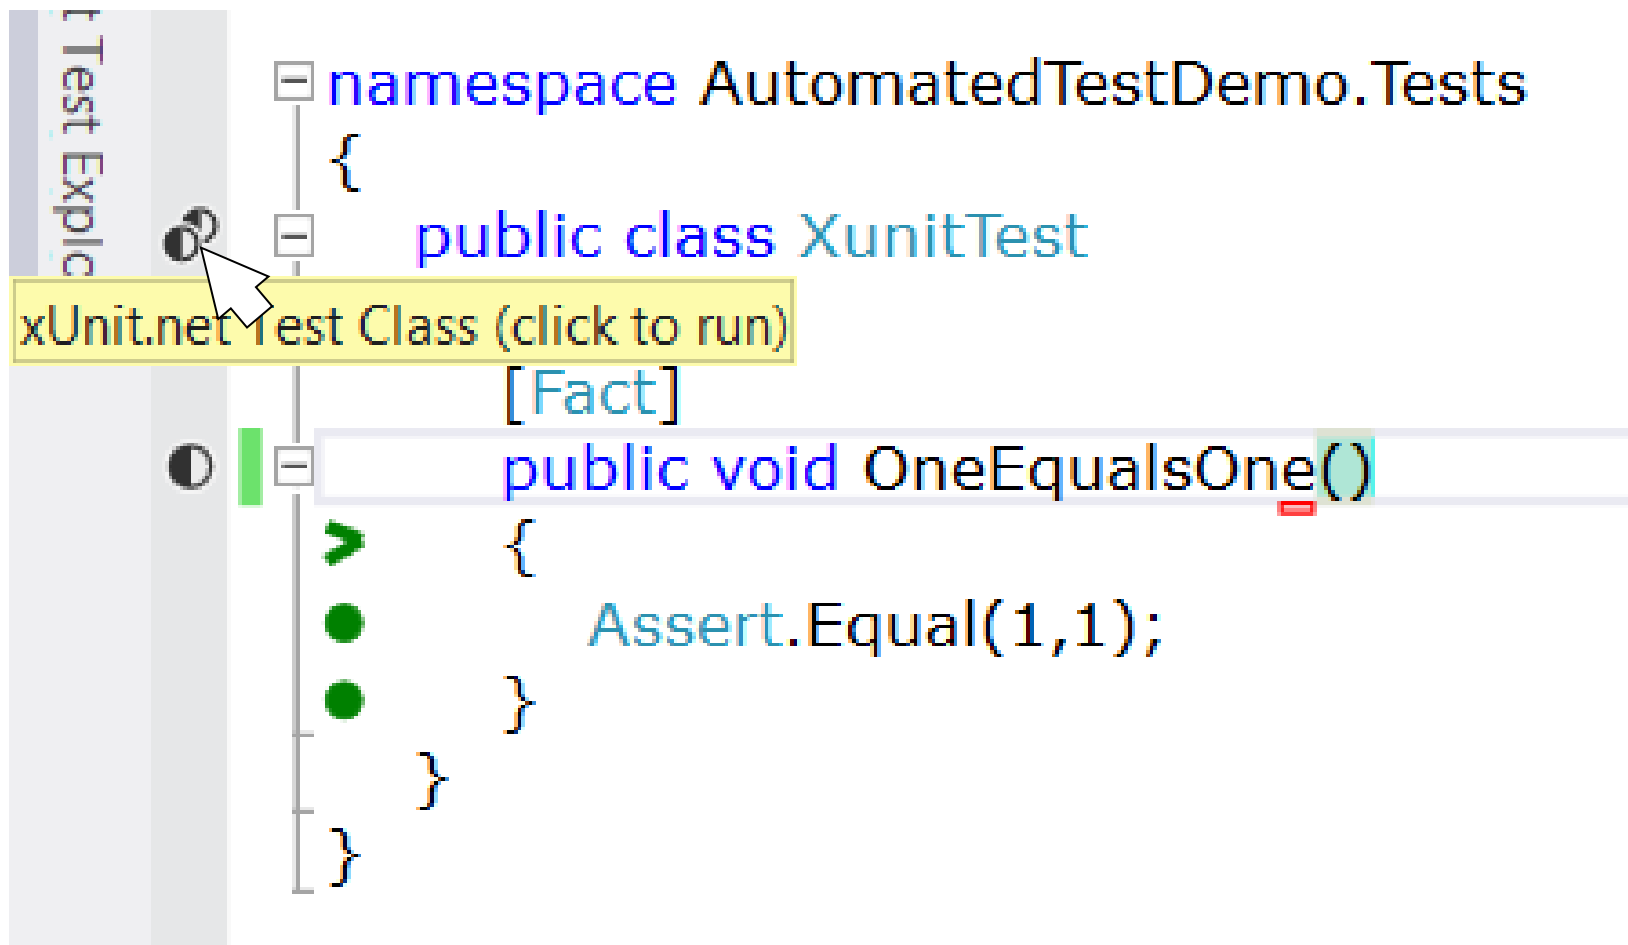 t Test Explo
namespace AutomatedTestDemo.Tests
{
public class XunitTest
xUnit.net Test Class (click to run)
[Fact]
public void OneEqualsOne()
{
Assert.Equal(1,1);
}
}
}